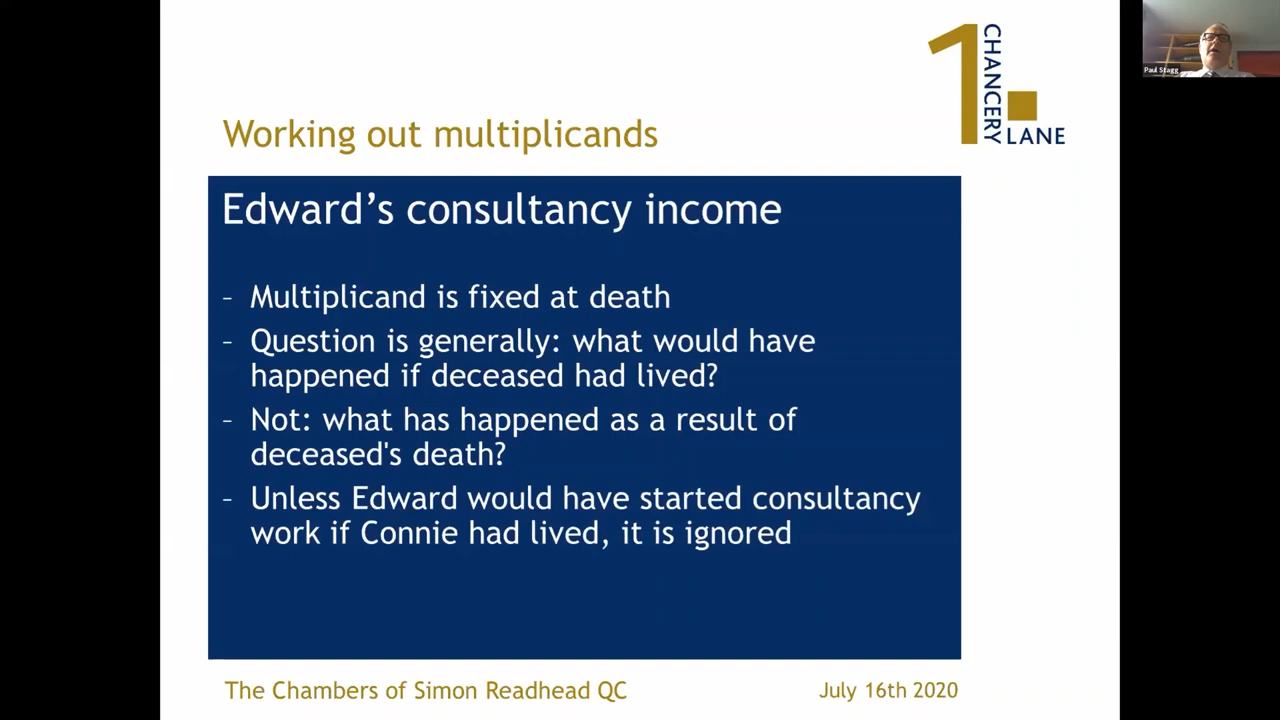 1 CHANCERY LANE
Paul Stagg
Working out multiplicands
Edward’s consultancy income
– Multiplicand is fixed at death
– Question is generally: what would have
happened if deceased had lived?
– Not: what has happened as a result of
deceased's death?
– Unless Edward would have started consultancy
work if Connie had lived, it is ignored
The Chambers of Simon Readhead QC
July 16th 2020